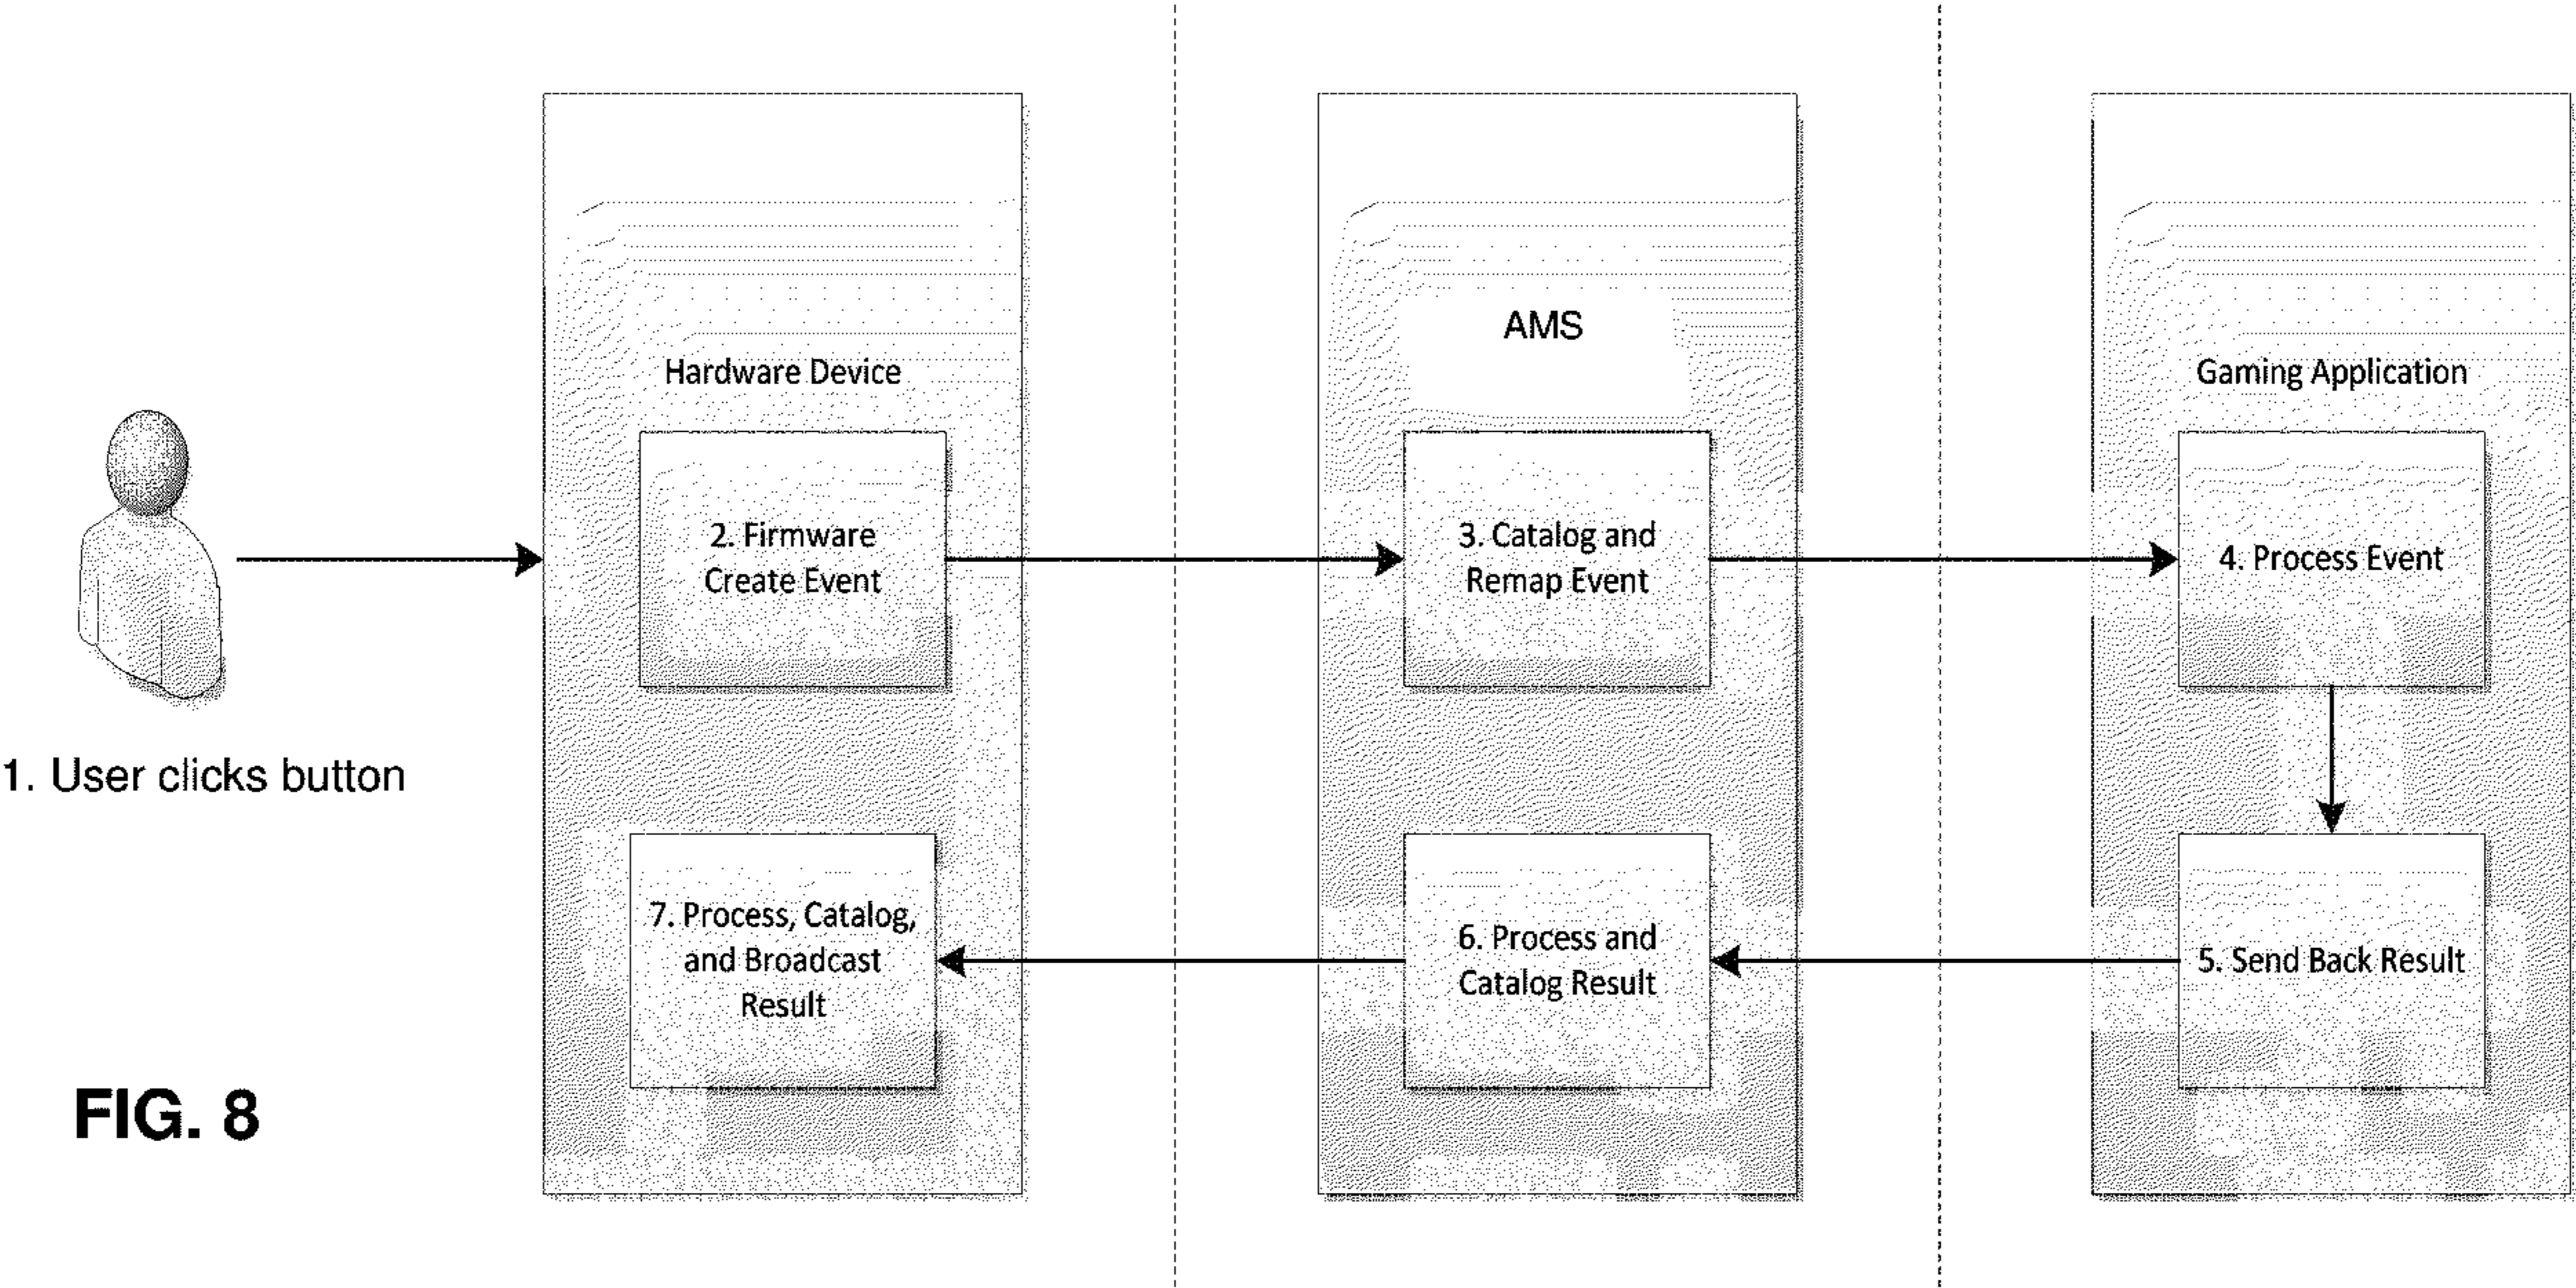 AMS
Hardware Device
Gaming Application
2. Firmware
Create Event
3. Catalog and
Remap Event
4. Process Event
1. User clicks button
7. Process, Catalog,
and Broadcast
Result
6. Process and
Catalog Result
5. Send Back Result
FIG. 8